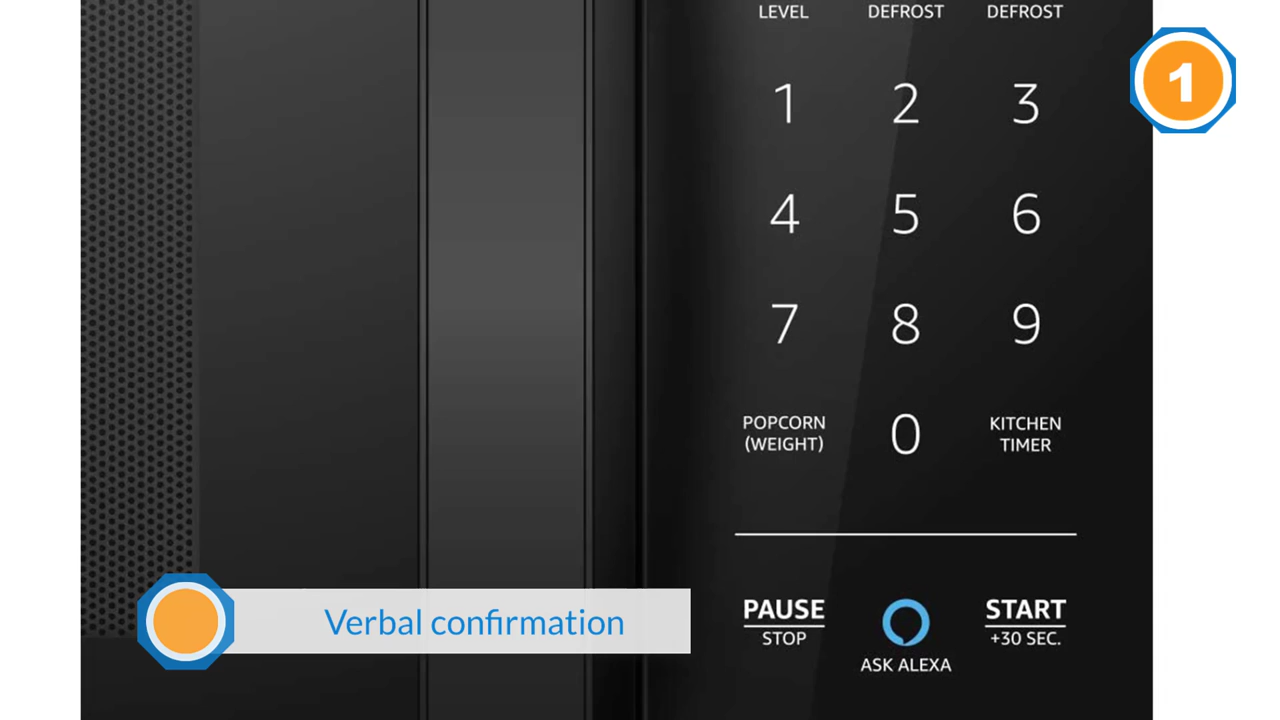 LEVEL DEFROST DEFROST
1
1 2 3
4 5 6
7 8 9
POPCORN
(WEIGHT)
0
KITCHEN
TIMER
PAUSE
STOP
ASK ALEXA
START
+30 SEC.
Verbal confirmation